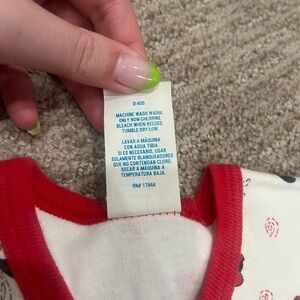 D-400
MACHINE WASH WARM,
ONLY NON-CHLORINE
BLEACH WHEN NEEDED.
TUMBLE DRY LOW.
LAVAR A MÁQUINA
CON AGUA TIBIA.
SI ES NECESARIO, USAR
SOLAMENTE BLANQUEADORES
QUE NO CONTENGAN CLORO.
SECAR A MÁQUINA A
TEMPERATURA BAJA.
RN# 17844